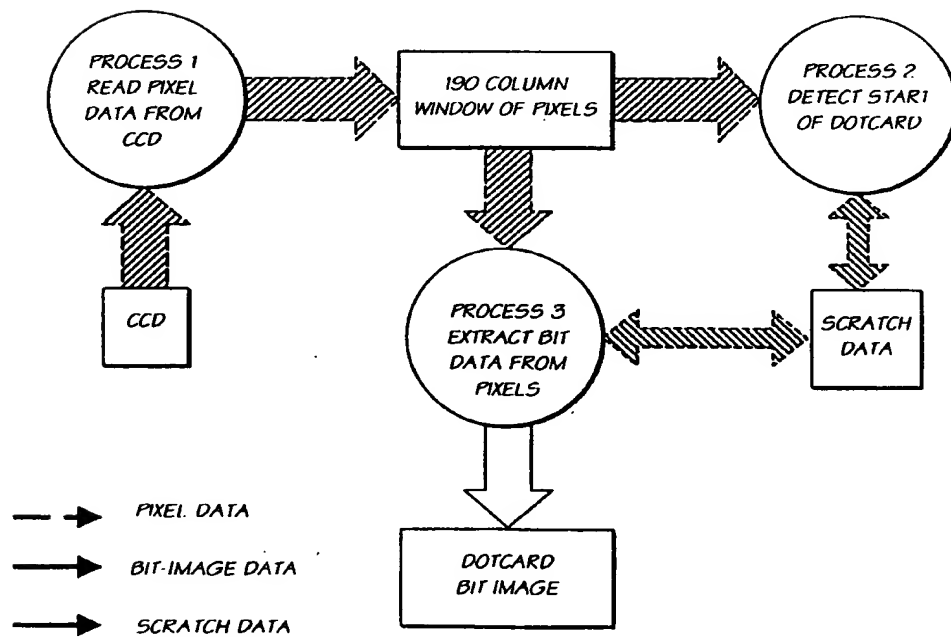 PROCESS 1
READ PIXEL
DATA FROM
CCD
190 COLUMN
WINDOW OF PIXELS
PROCESS 2
DETECT START
OF DOTCARD
CCD
PROCESS 3
EXTRACT BIT
DATA FROM
PIXELS
SCRATCH
DATA
PIXEL DATA
BIT-IMAGE DATA
SCRATCH DATA
DOTCARD
BIT IMAGE